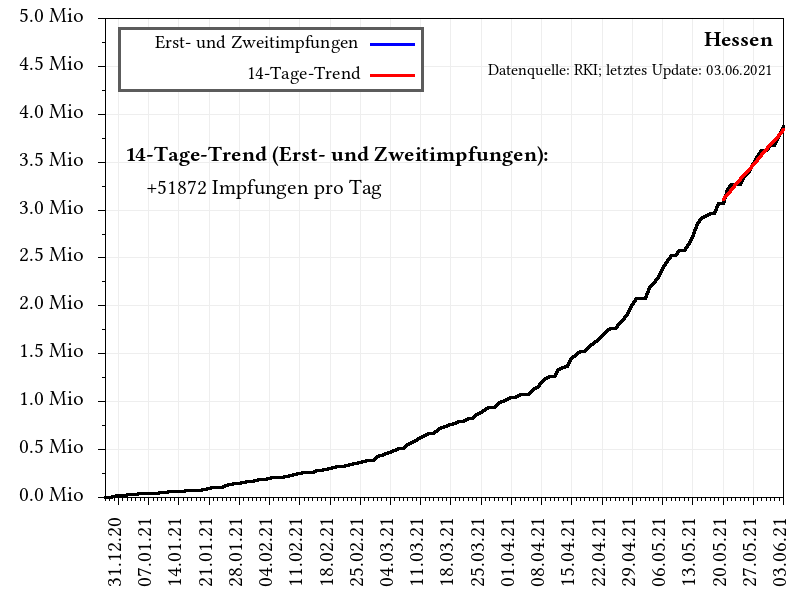 5.0 Mio
4.5 Mio
4.0 Mio
3.5 Mio
3.0 Mio
2.5 Mio
2.0 Mio
1.5 Mio
1.0 Mio
0.5 Mio
0.0 Mio
Erst- und Zweitimpfungen
14-Tage-Trend
Hessen
Datenquelle: RKI; letztes Update: 03.06.2021
14-Tage-Trend (Erst- und Zweitimpfungen):
+51872 Impfungen pro Tag
31.12.20
07.01.21
14.01.21
21.01.21
28.01.21
04.02.21
11.02.21
18.02.21
25.02.21
04.03.21
11.03.21
18.03.21
25.03.21
01.04.21
08.04.21
15.04.21
22.04.21
29.04.21
06.05.21
13.05.21
20.05.21
27.05.21
03.06.21